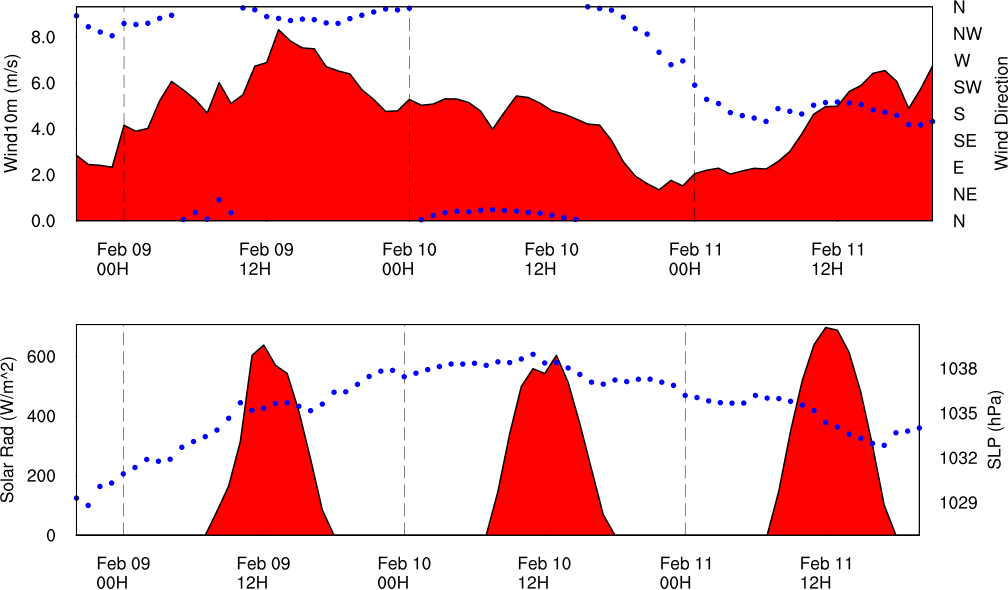 Wind10m (m/s)
8.0
6.0
4.0
2.0
0.0
N
NW
W
SW
S
SE
E
NE
N
Wind Direction
Feb 09 Feb 09 Feb 10 Feb 10 Feb 11 Feb 11
00H 12H 00H 12H 00H 12H
Solar Rad (W/m^2)
600
400
200
0
1038
1035
1032
1029
SLP (hPa)
Feb 09 Feb 09 Feb 10 Feb 10 Feb 11 Feb 11
00H 12H 00H 12H 00H 12H